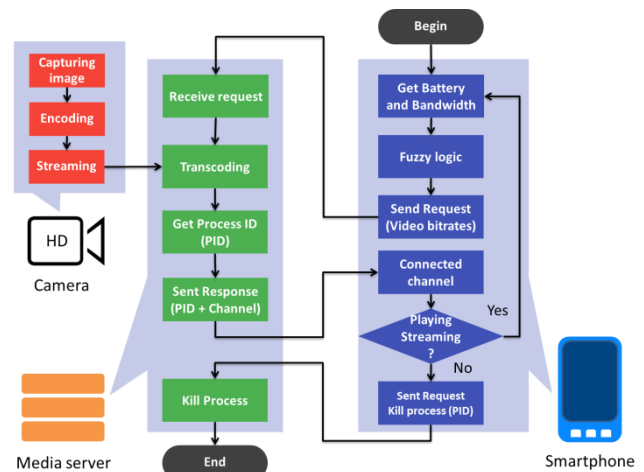 Begin
Capturing
image
Encoding
Streaming
HD
Camera
Receive request
Transcoding
Get Process ID
(PID)
Sent Response
(PID + Channel)
Kill Process
End
Media server
Get Battery
and Bandwidth
Fuzzy logic
Send Request
(Video bitrates)
Connected
channel
Playing
Streaming
?
Yes
No
Sent Request
Kill process (PID)
Smartphone